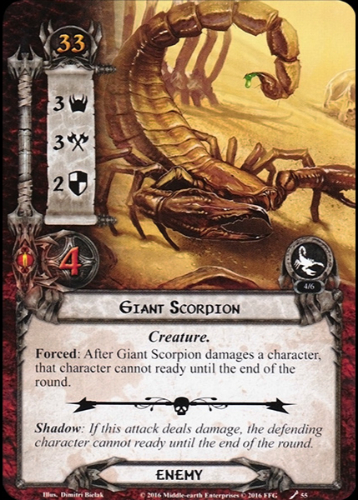 33
3
3
2
4
GIANT SCORPION
4/6
Creature.
Forced: After Giant Scorpion damages a character,
that character cannot ready until the end of the
round.
Shadow: If this attack deals damage, the defending
character cannot ready until the end of the round.
ENEMY
Illus. Dimitri Bielak
© 2016 Middle-earth Enterprises © 2016 FFG
55